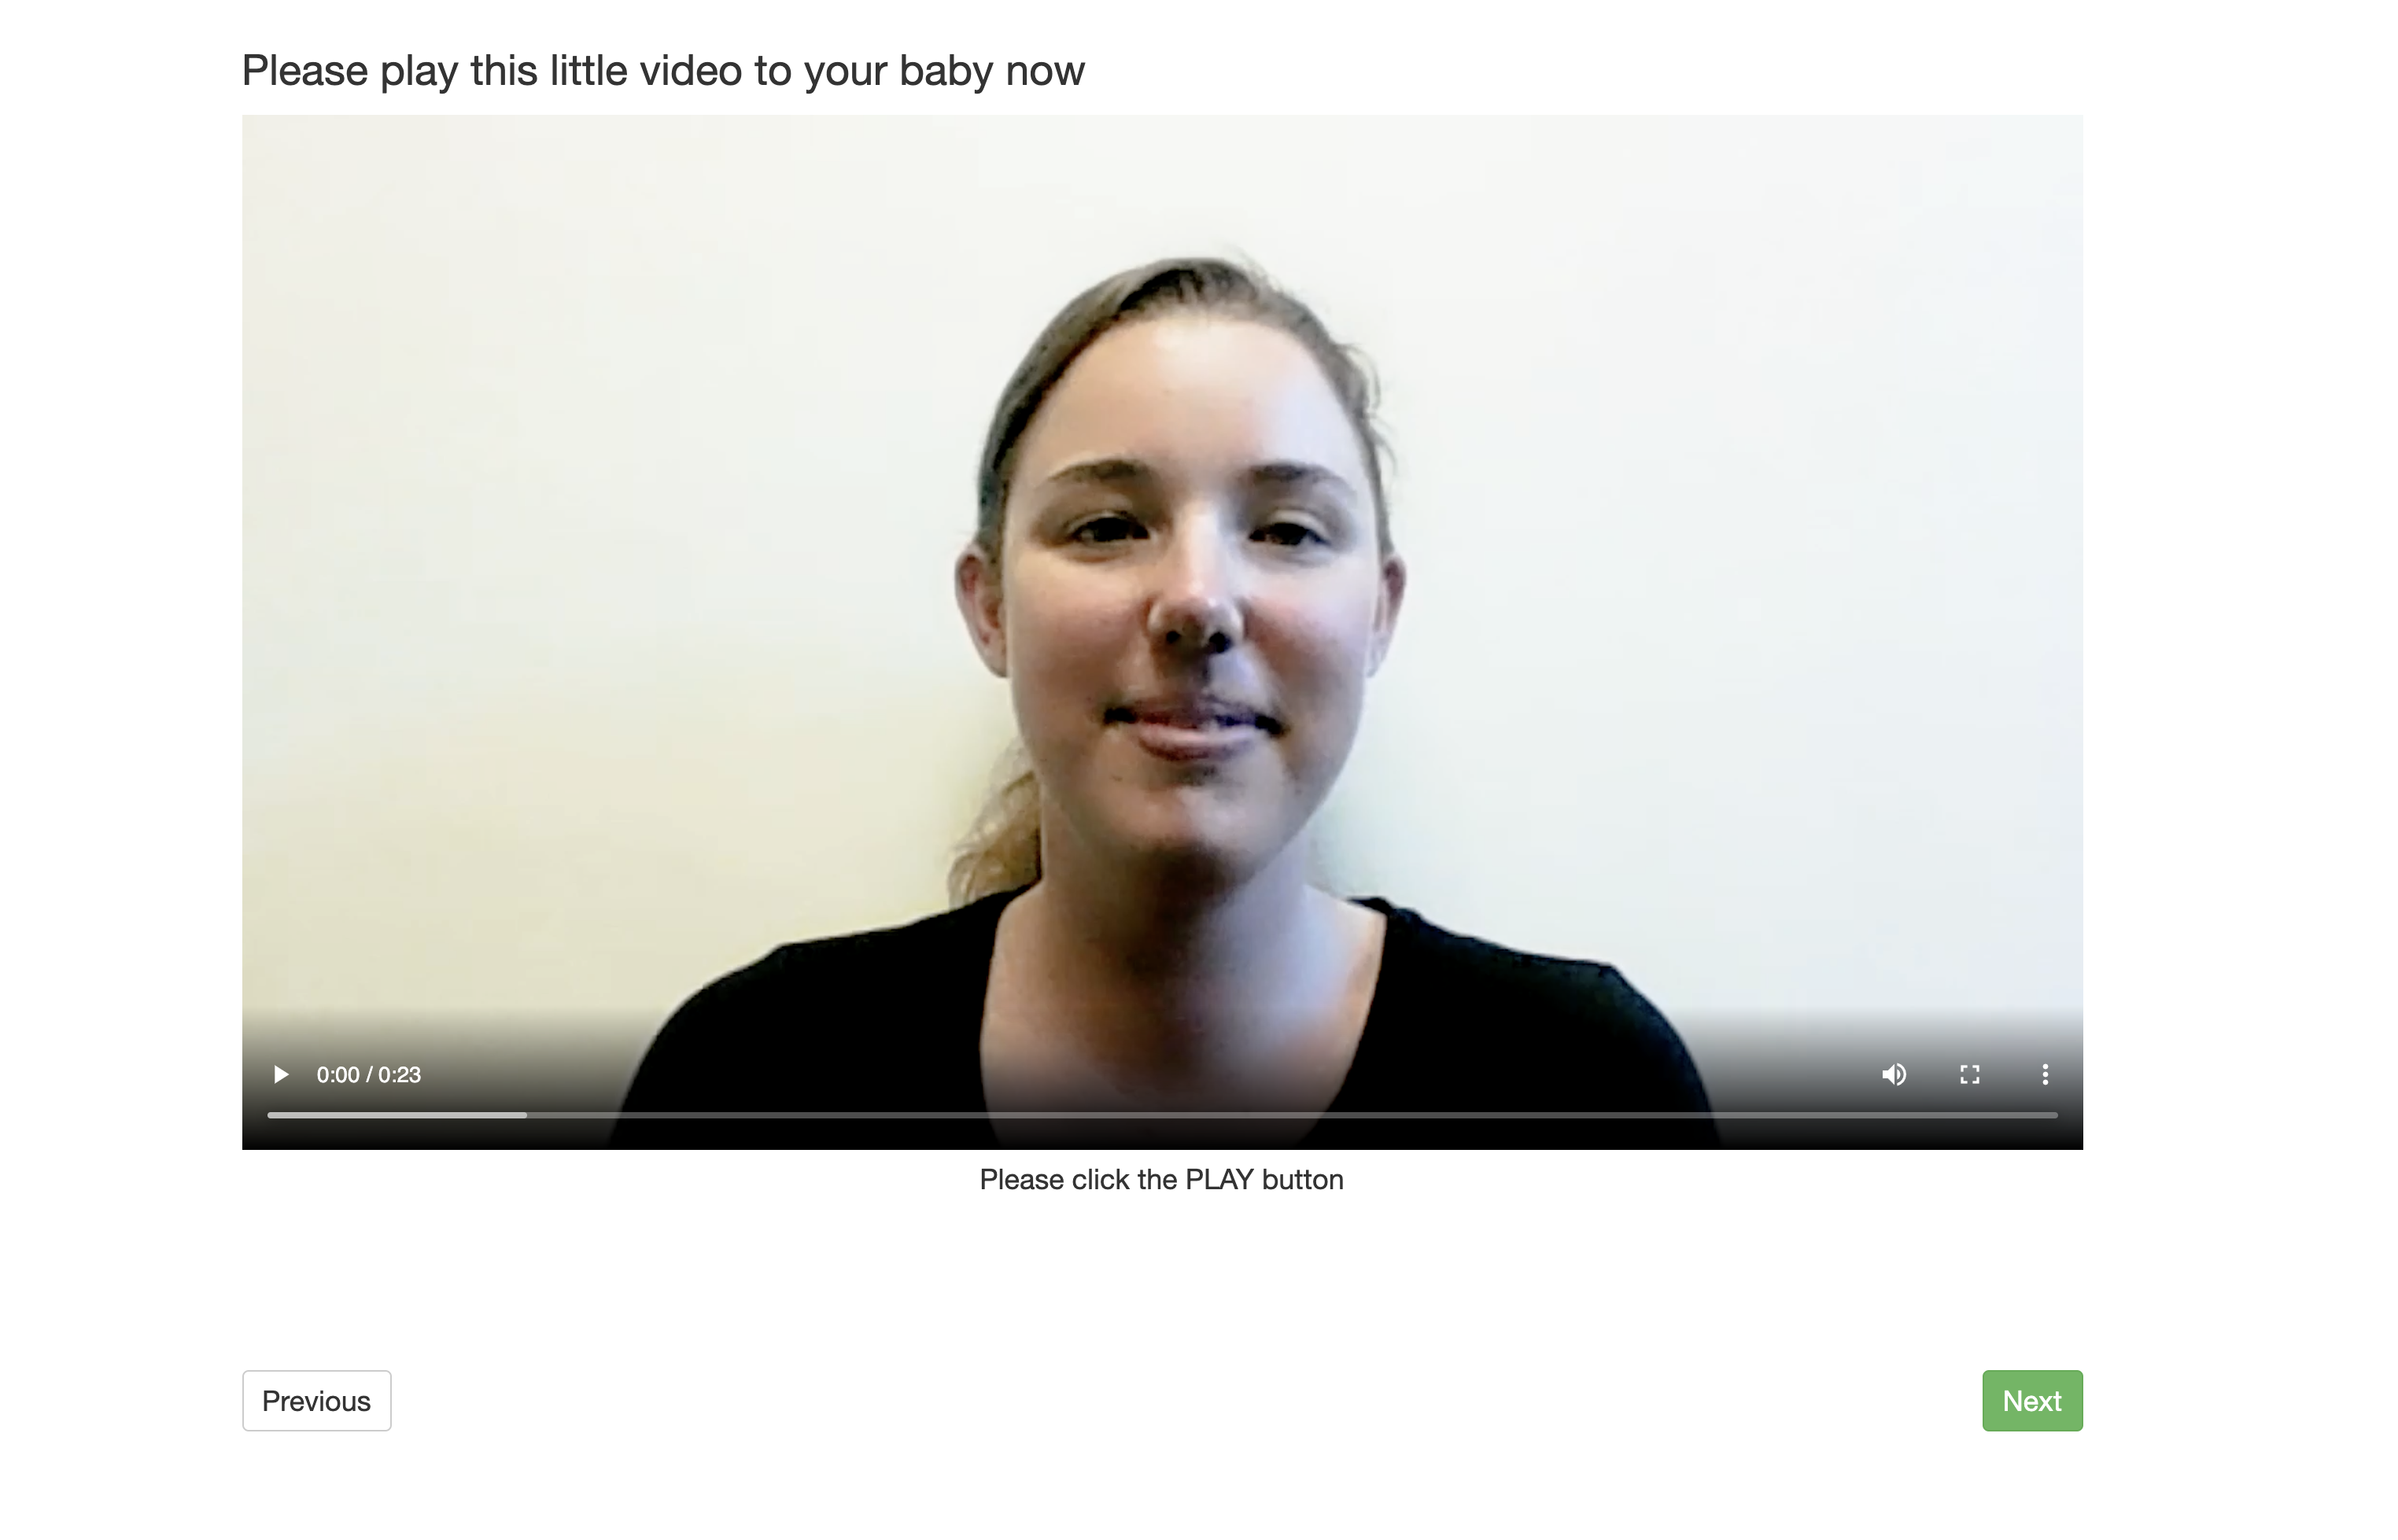 Please play this little video to your baby now
0:00 / 0:23
Please click the PLAY button
Previous
Next